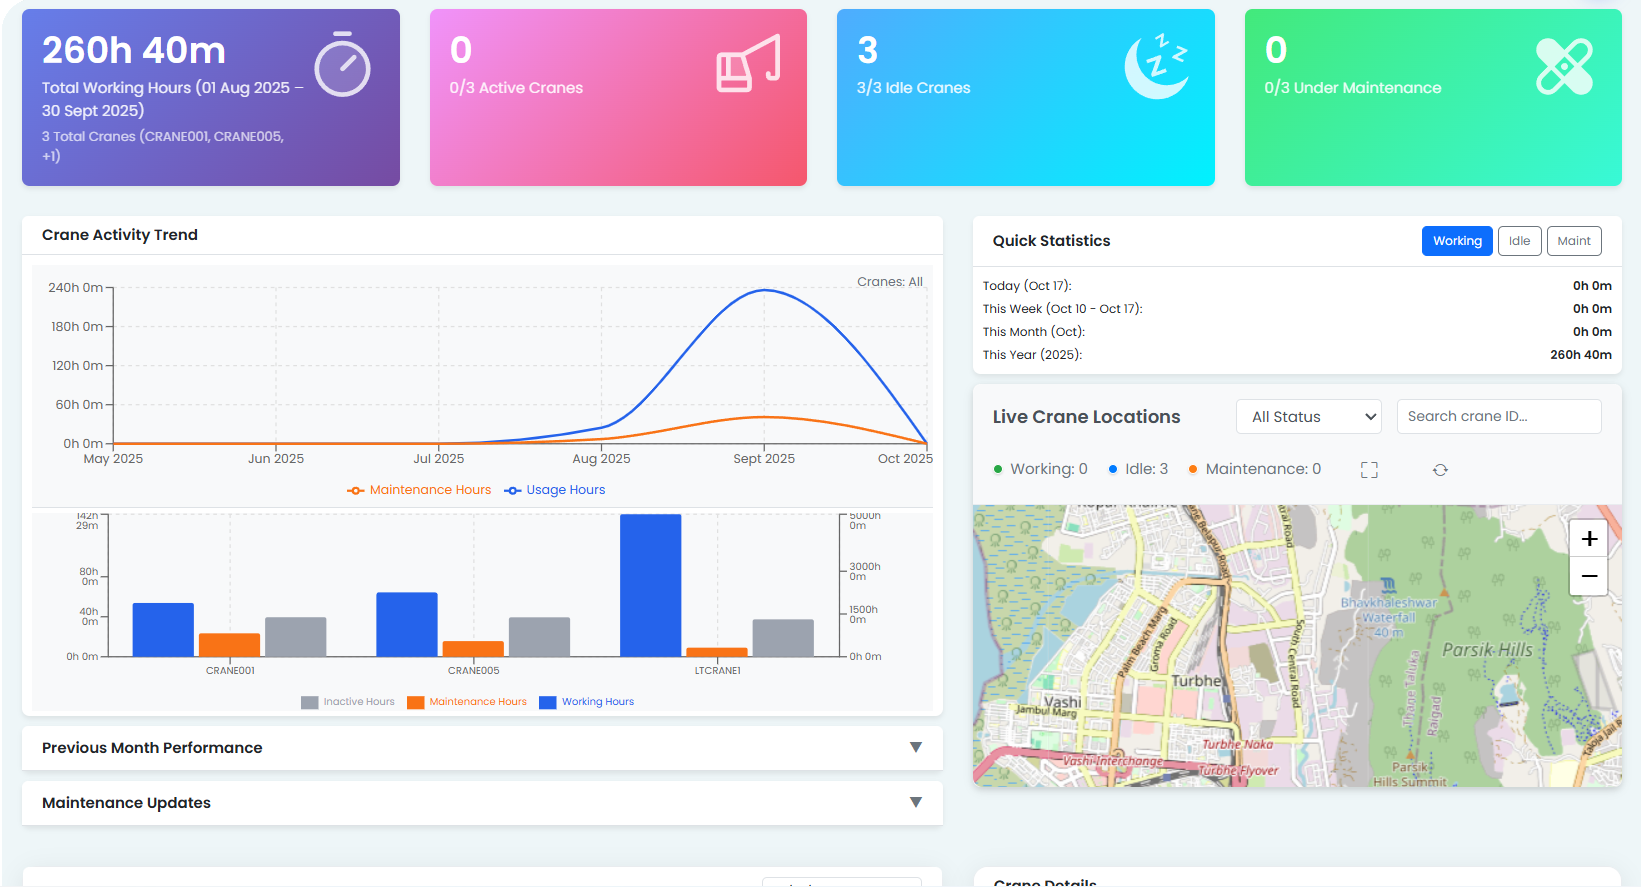 260h 40m
Total Working Hours (01 Aug 2025 –
30 Sept 2025)
3 Total Cranes (CRANE001, CRANE005,
+1)
0
0/3 Active Cranes
3
3/3 Idle Cranes
0
0/3 Under Maintenance
Crane Activity Trend
Cranes: All
240h 0m
180h 0m
120h 0m
60h 0m
0h 0m
May 2025
Jun 2025
Jul 2025
Aug 2025
Sept 2025
Oct 2025
Maintenance Hours
Usage Hours
142h
29m
80h
0m
40h
0m
0h 0m
5000h
0m
3000h
0m
1500h
0m
0h 0m
CRANE001
CRANE005
LTCRANE1
Inactive Hours
Maintenance Hours
Working Hours
Previous Month Performance
Maintenance Updates
Quick Statistics
Working
Idle
Maint
Today (Oct 17):
0h 0m
This Week (Oct 10 - Oct 17):
0h 0m
This Month (Oct):
0h 0m
This Year (2025):
260h 40m
Live Crane Locations
All Status
Search crane ID...
Working: 0
Idle: 3
Maintenance: 0
+
−
Belapur Road
tral Road
Bhavkhaleshwar
Waterfall
40 m
Parsik Hills
Palm Beach Marg
Groma Road
South Central Road
Thane Taluka
Raigad
Turbhe
Vashi
Jambul Marg
Turbhe Naka
Vashi Interchange
Turbhe Flyover
Parsik
Hills Summit
Taloja Jail
Crane Details